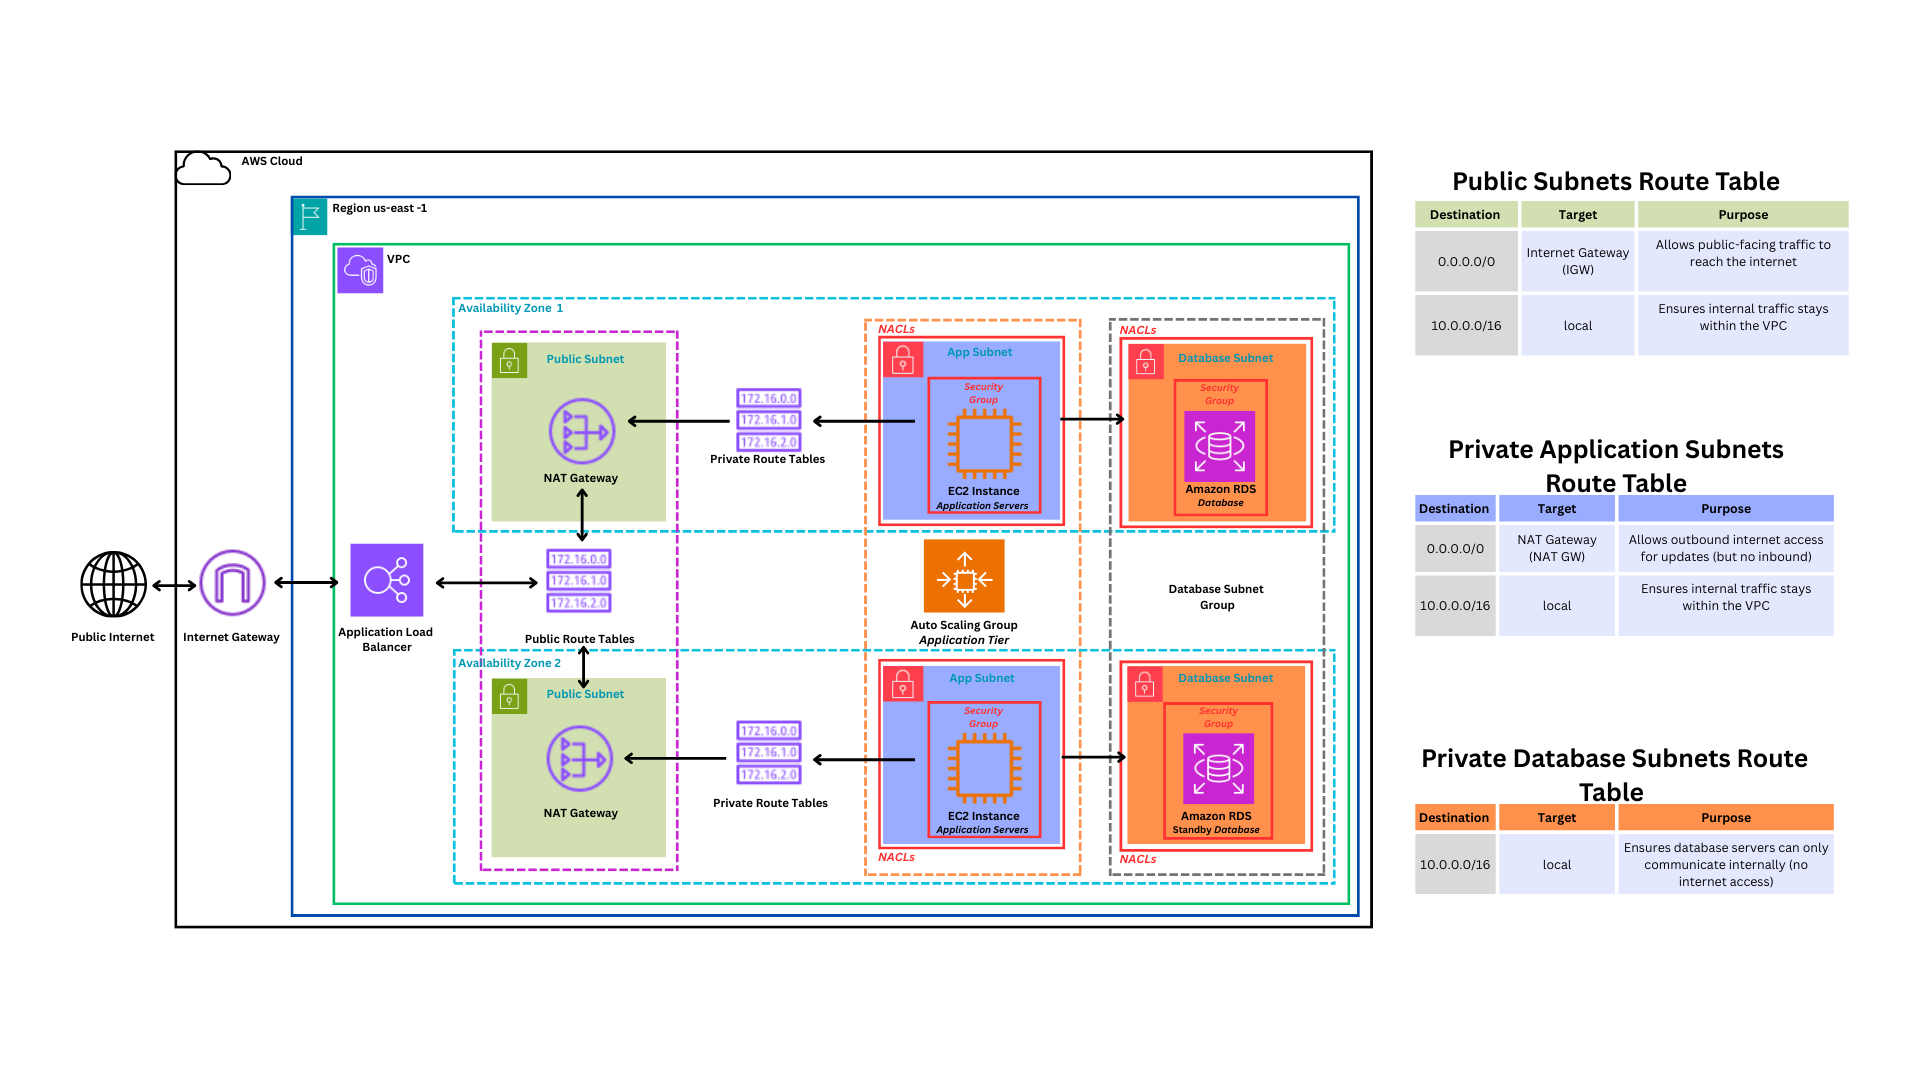 AWS Cloud
Region us-east -1
VPC
Availability Zone  1
Public Subnet
NAT Gateway
172.16.0.0
172.16.1.0
172.16.2.0
Private Route Tables
NACLs
App Subnet
Security
Group
EC2 Instance
Application Servers
NACLs
Database Subnet
Security
Group
Amazon RDS
Database
Public Internet
Internet Gateway
Application Load
Balancer
172.16.0.0
172.16.1.0
172.16.2.0
Public Route Tables
Auto Scaling Group
Application Tier
Database Subnet
Group
Availability Zone 2
Public Subnet
NAT Gateway
172.16.0.0
172.16.1.0
172.16.2.0
Private Route Tables
App Subnet
Security
Group
EC2 Instance
Application Servers
NACLs
Database Subnet
Security
Group
Amazon RDS
Standby Database
NACLs
Public Subnets Route Table
Destination Target Purpose
0.0.0.0/0 Internet Gateway (IGW) Allows public-facing traffic to reach the internet
10.0.0.0/16 local Ensures internal traffic stays within the VPC
Private Application Subnets
Route Table
Destination Target Purpose
0.0.0.0/0 NAT Gateway (NAT GW) Allows outbound internet access for updates (but no inbound)
10.0.0.0/16 local Ensures internal traffic stays within the VPC
Private Database Subnets Route
Table
Destination Target Purpose
10.0.0.0/16 local Ensures database servers can only communicate internally (no internet access)